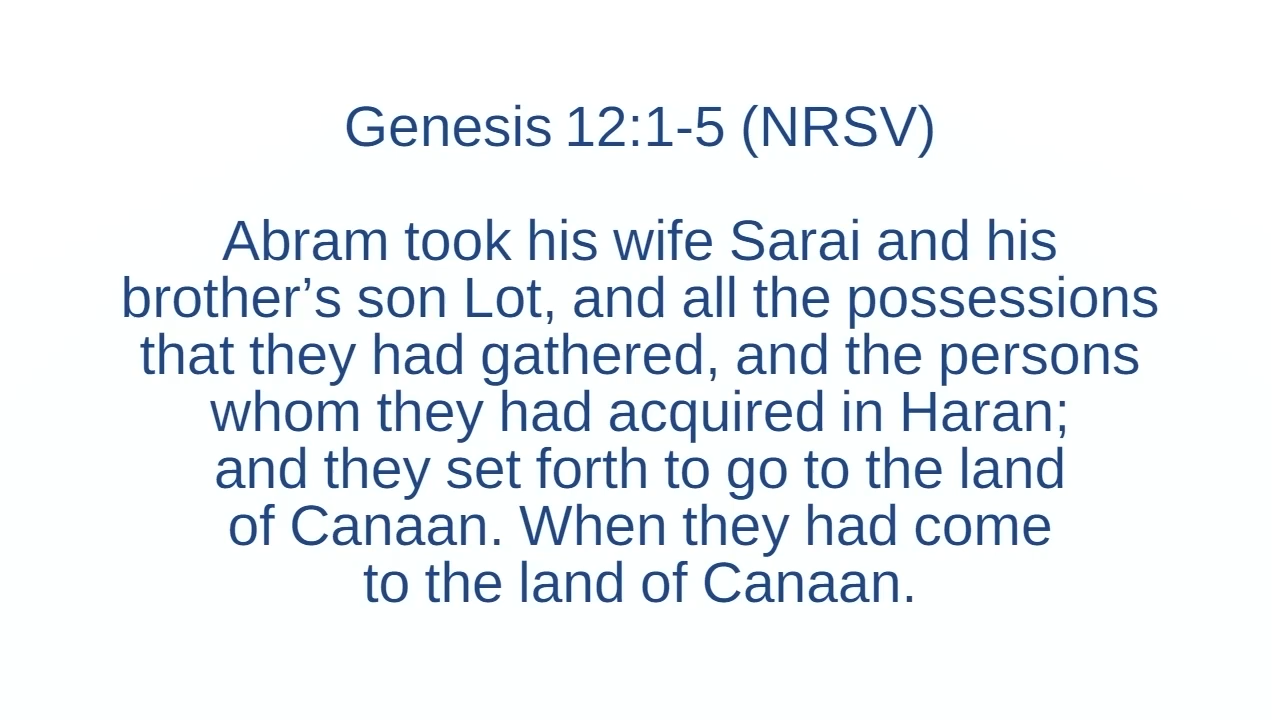 Genesis 12:1-5 (NRSV)
Abram took his wife Sarai and his
brother’s son Lot, and all the possessions
that they had gathered, and the persons
whom they had acquired in Haran;
and they set forth to go to the land
of Canaan. When they had come
to the land of Canaan.